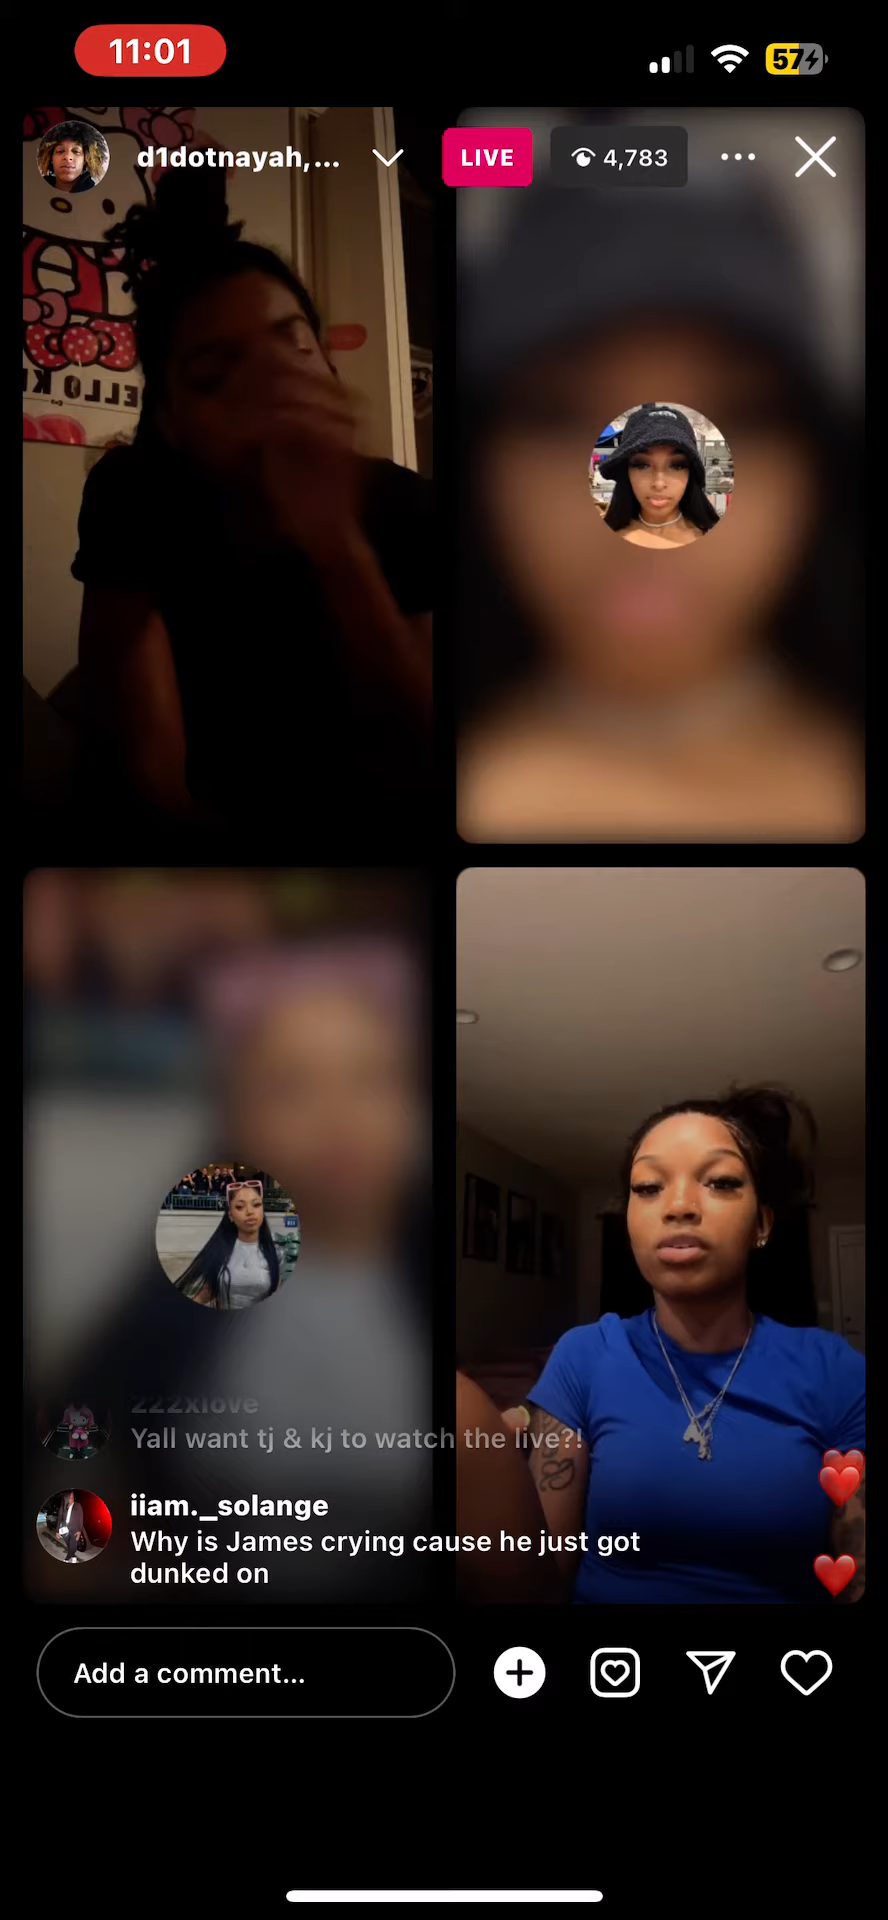 11:01
57
d1dotnayah,...
LIVE
4,783
ELLO K
222xlove
Yall want tj & kj to watch the live?!
iiam._solange
Why is James crying cause he just got
dunked on
Add a comment...